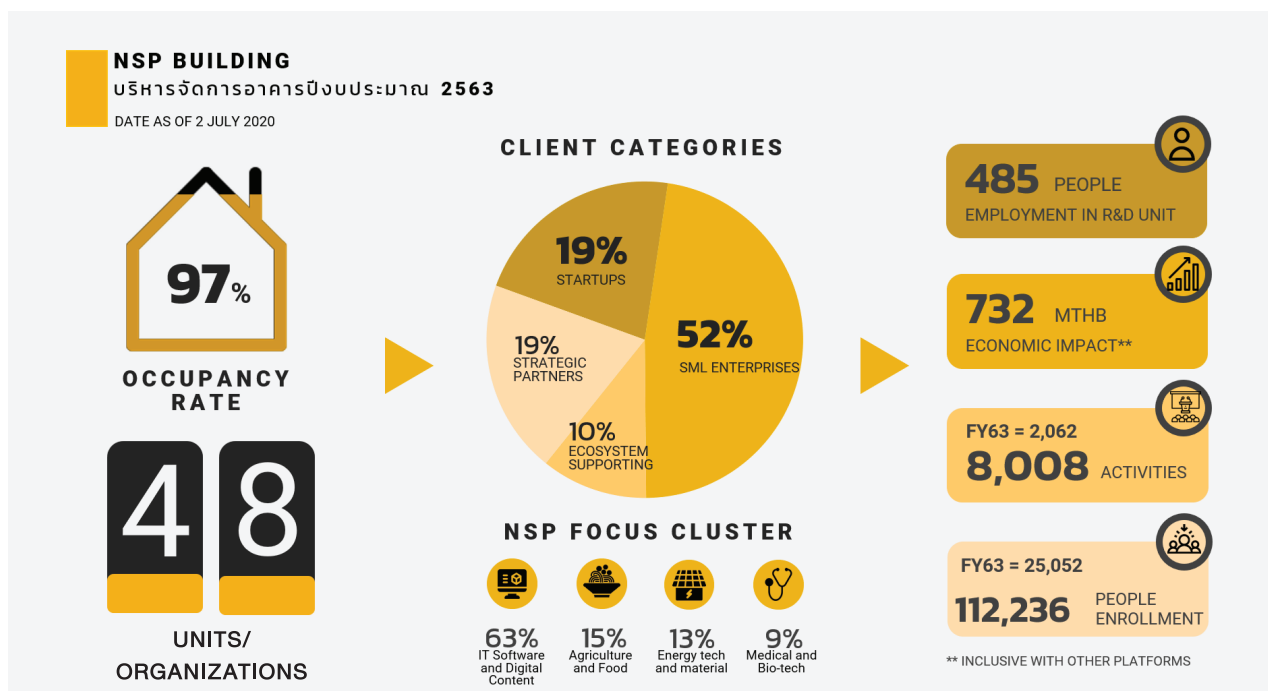 NSP BUILDING
บริหารจัดการอาคารปีงบประมาณ 2563
DATE AS OF 2 JULY 2020
97%
OCCUPANCY
RATE
48
UNITS/
ORGANIZATIONS
CLIENT CATEGORIES
19%
STARTUPS
52%
SML ENTERPRISES
19%
STRATEGIC
PARTNERS
10%
ECOSYSTEM
SUPPORTING
NSP FOCUS CLUSTER
63%
IT Software
and Digital
Content
15%
Agriculture
and Food
13%
Energy tech
and material
9%
Medical and
Bio-tech
485 PEOPLE
EMPLOYMENT IN R&D UNIT
732 MTHB
ECONOMIC IMPACT**
FY63 = 2,062
8,008 ACTIVITIES
FY63 = 25,052
112,236 PEOPLE
ENROLLMENT
** INCLUSIVE WITH OTHER PLATFORMS